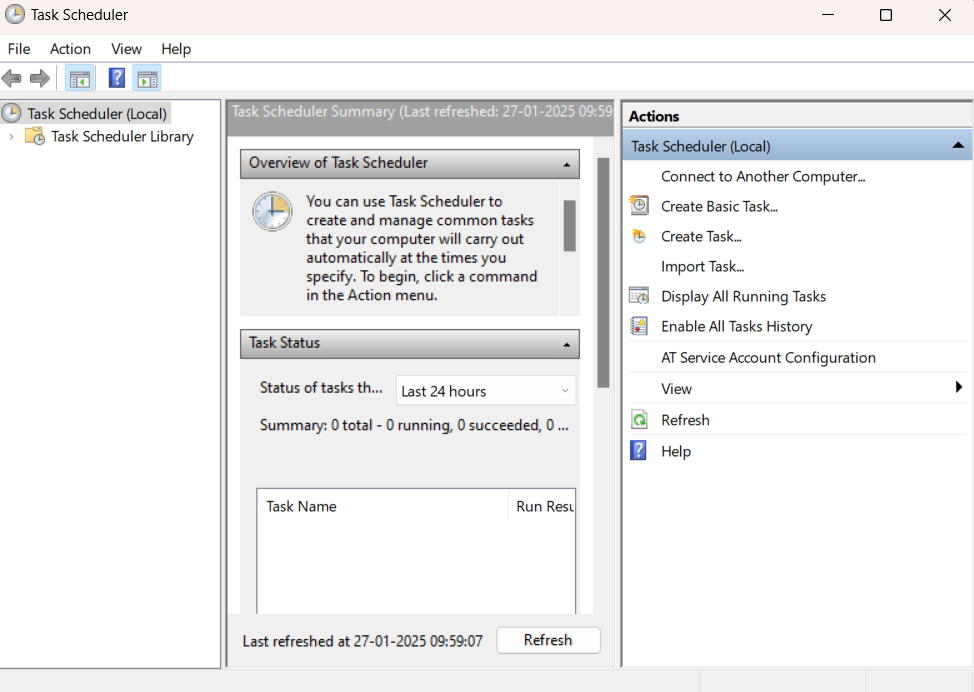 Task Scheduler
File Action View Help
Task Scheduler (Local)
Task Scheduler Library
Task Scheduler Summary (Last refreshed: 27-01-2025 09:59
Overview of Task Scheduler
You can use Task Scheduler to
create and manage common tasks
that your computer will carry out
automatically at the times you
specify. To begin, click a command
in the Action menu.
Task Status
Status of tasks th... Last 24 hours
Summary: 0 total - 0 running, 0 succeeded, 0 ...
Task Name Run Resu
Last refreshed at 27-01-2025 09:59:07 Refresh
Actions
Task Scheduler (Local)
Connect to Another Computer...
Create Basic Task...
Create Task...
Import Task...
Display All Running Tasks
Enable All Tasks History
AT Service Account Configuration
View
Refresh
Help